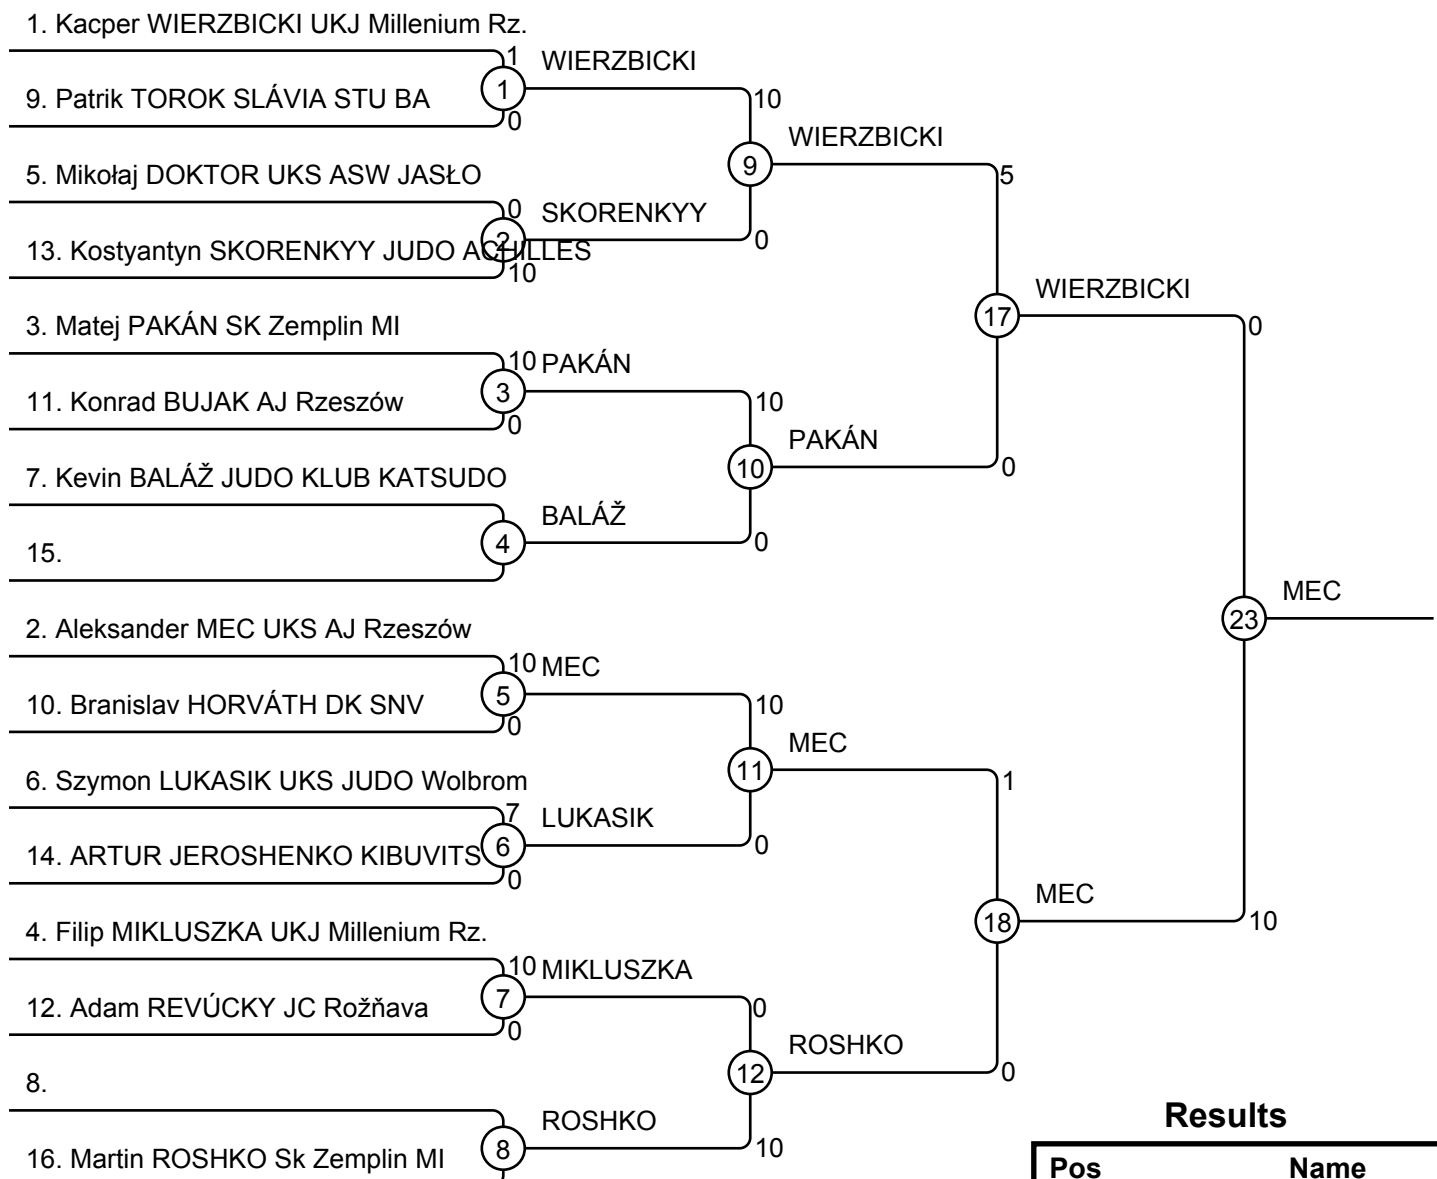 1. Kacper WIERZBICKI UKJ Millenium Rz.
1
WIERZBICKI
1
10
9. Patrik TOROK SLÁVIA STU BA
0
WIERZBICKI
9
5. Mikołaj DOKTOR UKS ASW JASŁO
5
0
SKORENKYY
2
0
13. Kostyantyn SKORENKYY JUDO ACHILLES
10
WIERZBICKI
17
3. Matej PAKÁN SK Zemplin MI
0
10
PAKÁN
3
10
11. Konrad BUJAK AJ Rzeszów
0
PAKÁN
10
0
7. Kevin BALÁŽ JUDO KLUB KATSUDO
BALÁŽ
4
0
15.
MEC
23
2. Aleksander MEC UKS AJ Rzeszów
10
MEC
5
10
10. Branislav HORVÁTH DK SNV
0
MEC
11
6. Szymon LUKASIK UKS JUDO Wolbrom
1
7
LUKASIK
6
0
14. ARTUR JEROSHENKO KIBUVITS
0
MEC
18
10
4. Filip MIKLUSZKA UKJ Millenium Rz.
10
MIKLUSZKA
7
0
12. Adam REVÚCKY JC Rožňava
0
ROSHKO
12
0
8.
ROSHKO
8
10
16. Martin ROSHKO Sk Zemplin MI
Results
Pos Name